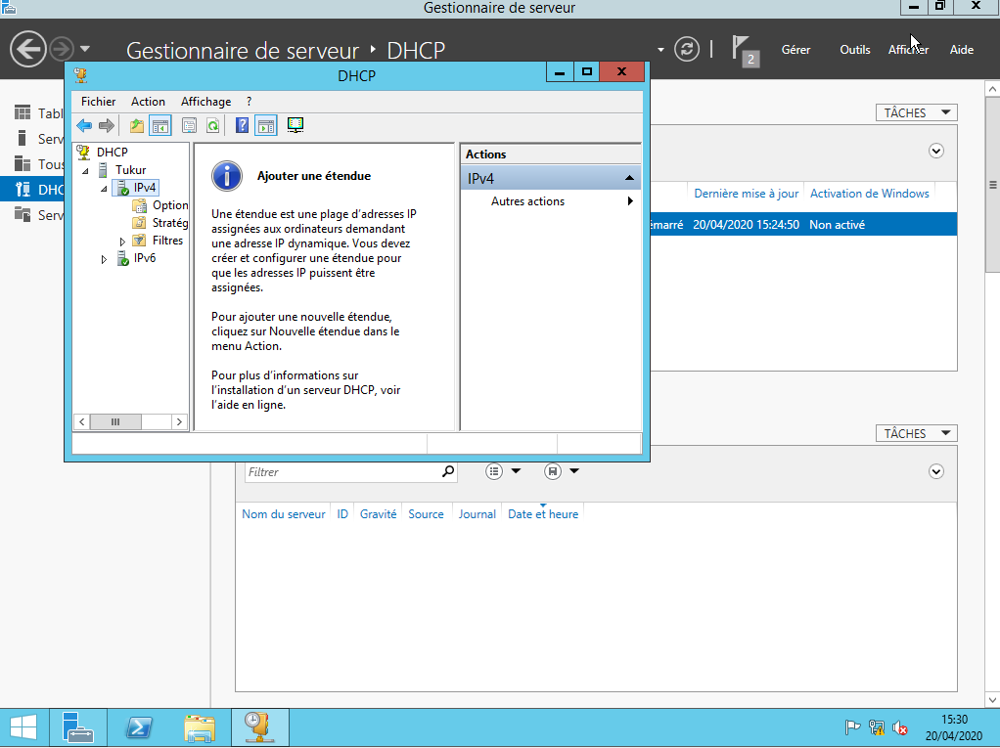 Gestionnaire de serveur
Gestionnaire de serveur ‣ DHCP
2
Gérer
Outils
Afficher
Aide
DHCP
Fichier Action Affichage ?
DHCP
Tukur
IPv4
Option
Stratég
Filtres
IPv6
Ajouter une étendue
Une étendue est une plage d'adresses IP
assignées aux ordinateurs demandant
une adresse IP dynamique. Vous devez
créer et configurer une étendue pour
que les adresses IP puissent être
assignées.
Pour ajouter une nouvelle étendue,
cliquez sur Nouvelle étendue dans le
menu Action.
Pour plus d'informations sur
l'installation d'un serveur DHCP, voir
l'aide en ligne.
Actions
IPv4
Autres actions
Tabl
Serv
Tous
DHC
Serv
TÂCHES
Dernière mise à jour Activation de Windows
émarré 20/04/2020 15:24:50 Non activé
TÂCHES
Filtrer
Nom du serveur ID Gravité Source Journal Date et heure
15:30
20/04/2020